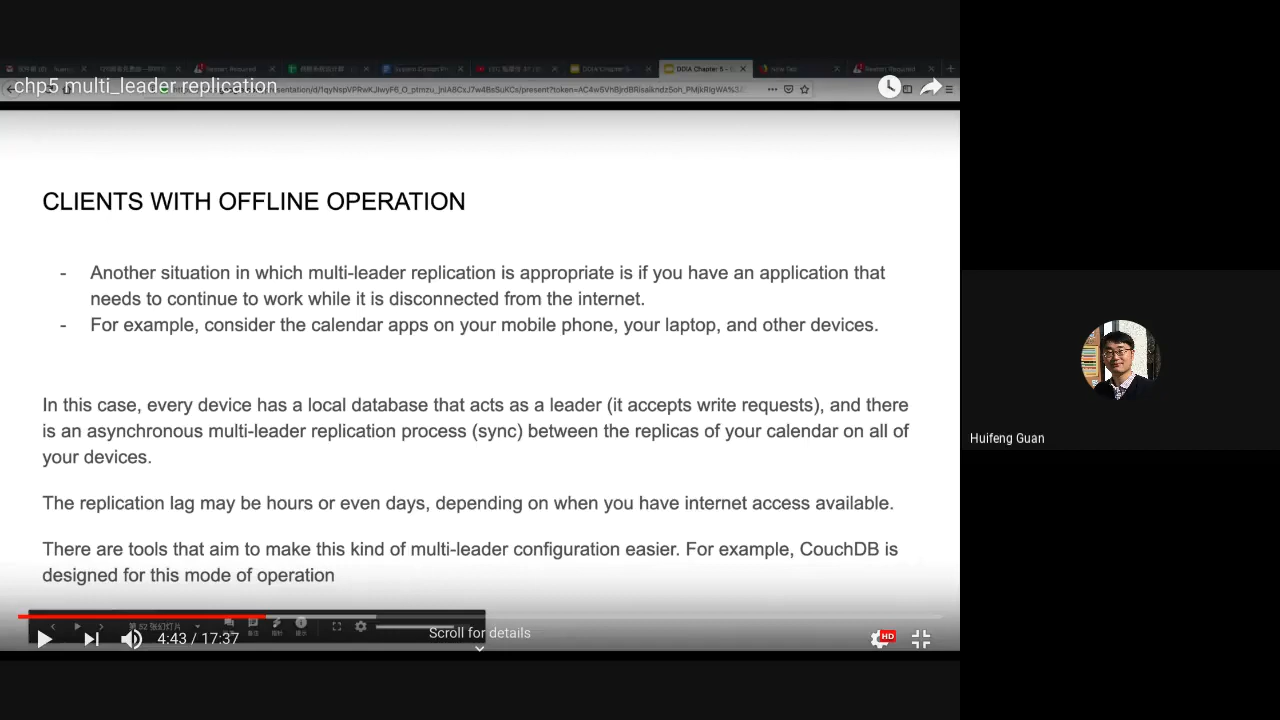 chp5 multi_leader replication
CLIENTS WITH OFFLINE OPERATION
- Another situation in which multi-leader replication is appropriate is if you have an application that
needs to continue to work while it is disconnected from the internet.
- For example, consider the calendar apps on your mobile phone, your laptop, and other devices.
In this case, every device has a local database that acts as a leader (it accepts write requests), and there
is an asynchronous multi-leader replication process (sync) between the replicas of your calendar on all of
your devices.
The replication lag may be hours or even days, depending on when you have internet access available.
There are tools that aim to make this kind of multi-leader configuration easier. For example, CouchDB is
designed for this mode of operation
Scroll for details
4:43 / 17:37
HD
Huifeng Guan